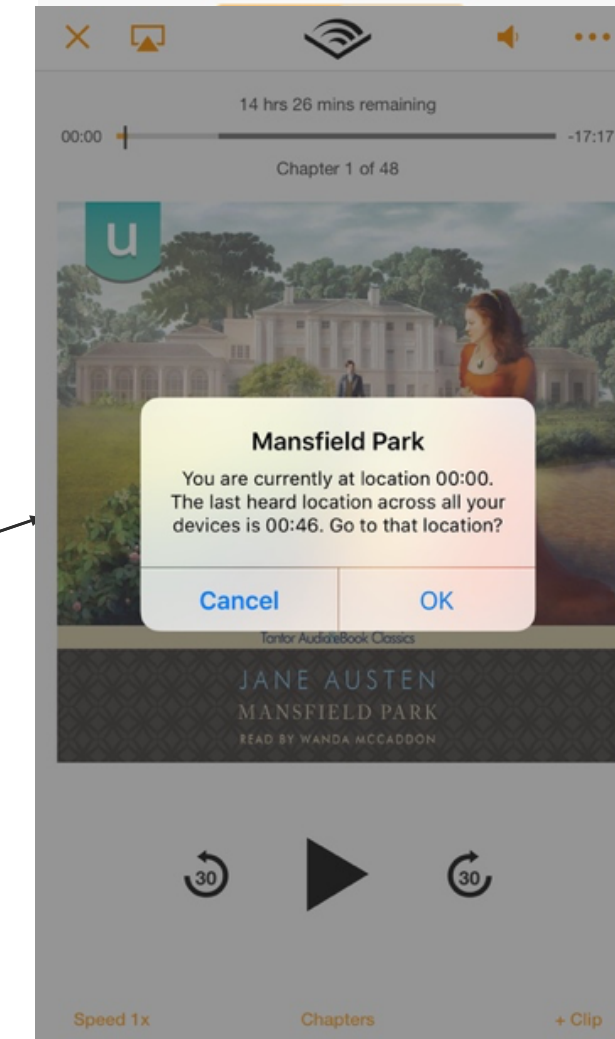 14 hrs 26 mins remaining
00:00 -17:17
Chapter 1 of 48
u
Mansfield Park
You are currently at location 00:00.
The last heard location across all your
devices is 00:46. Go to that location?
Cancel OK
Tantor Audio&eBook Classics
JANE AUSTEN
MANSFIELD PARK
READ BY WANDA MCCADDON
30 30
Speed 1x Chapters + Clip